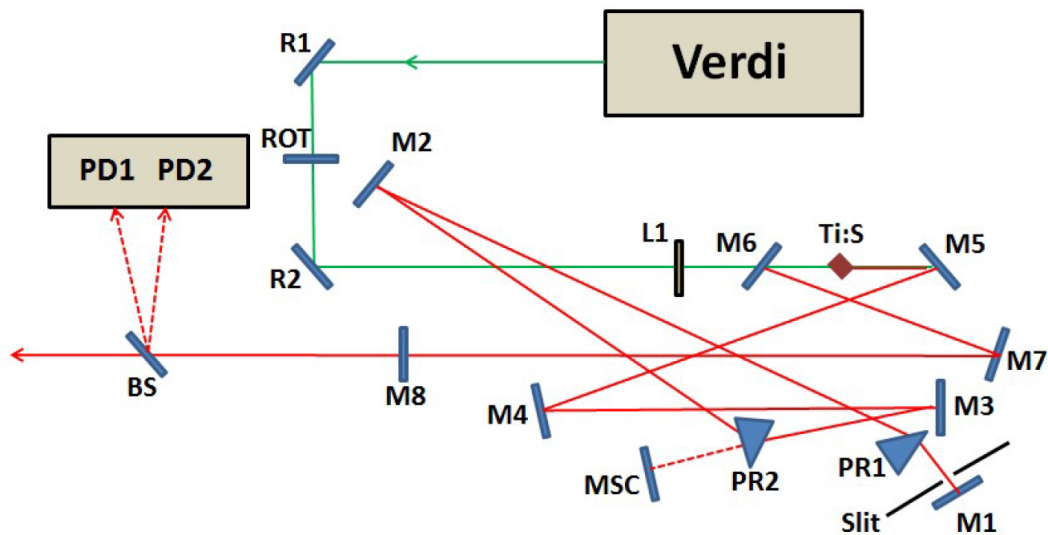 Verdi
R1
ROT
M2
PD1 PD2
R2
L1
M6
Ti:S
M5
BS
M8
M7
M4
M3
MSC
PR2
PR1
Slit
M1